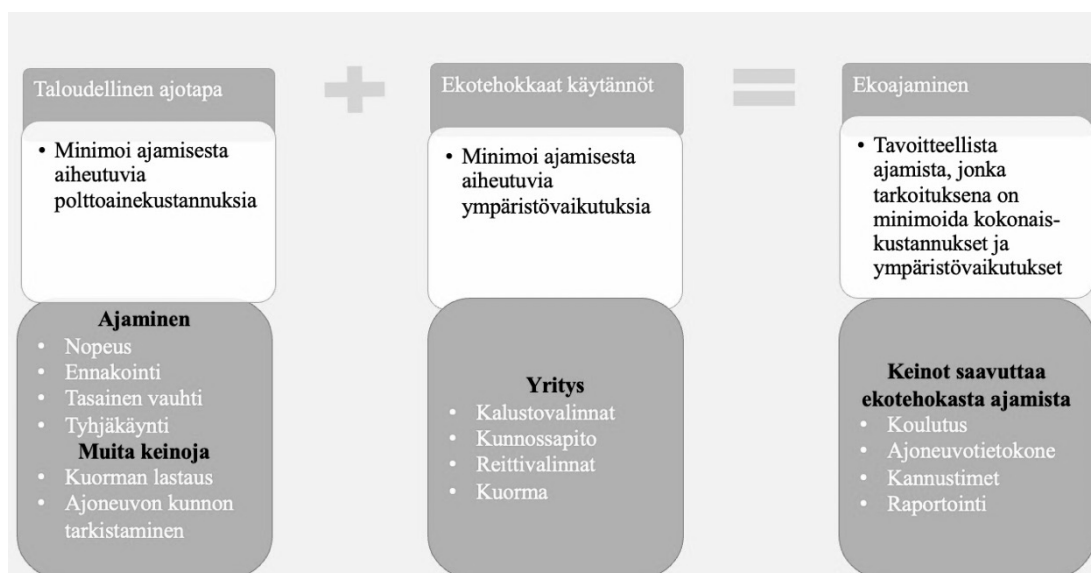 Taloudellinen ajotapa
• Minimoi ajamisesta
aiheutuvia
polttoainekustannuksia
Ajaminen
• Nopeus
• Ennakointi
• Tasainen vauhti
• Tyhjäkäynti
Muita keinoja
• Kuorman lastaus
• Ajoneuvon kunnon
tarkistaminen
+
Ekotehokkaat käytännöt
• Minimoi ajamisesta
aiheutuvia
ympäristövaikutuksia
Yritys
• Kalustovalinnat
• Kunnossapito
• Reittivalinnat
• Kuorma
=
Ekoajaminen
• Tavoitteellista
ajamista, jonka
tarkoituksena on
minimoida kokonais-
kustannukset ja
ympäristövaikutukset
Keinot saavuttaa
ekotehokasta ajamista
• Koulutus
• Ajoneuvotietokone
• Kannustimet
• Raportointi